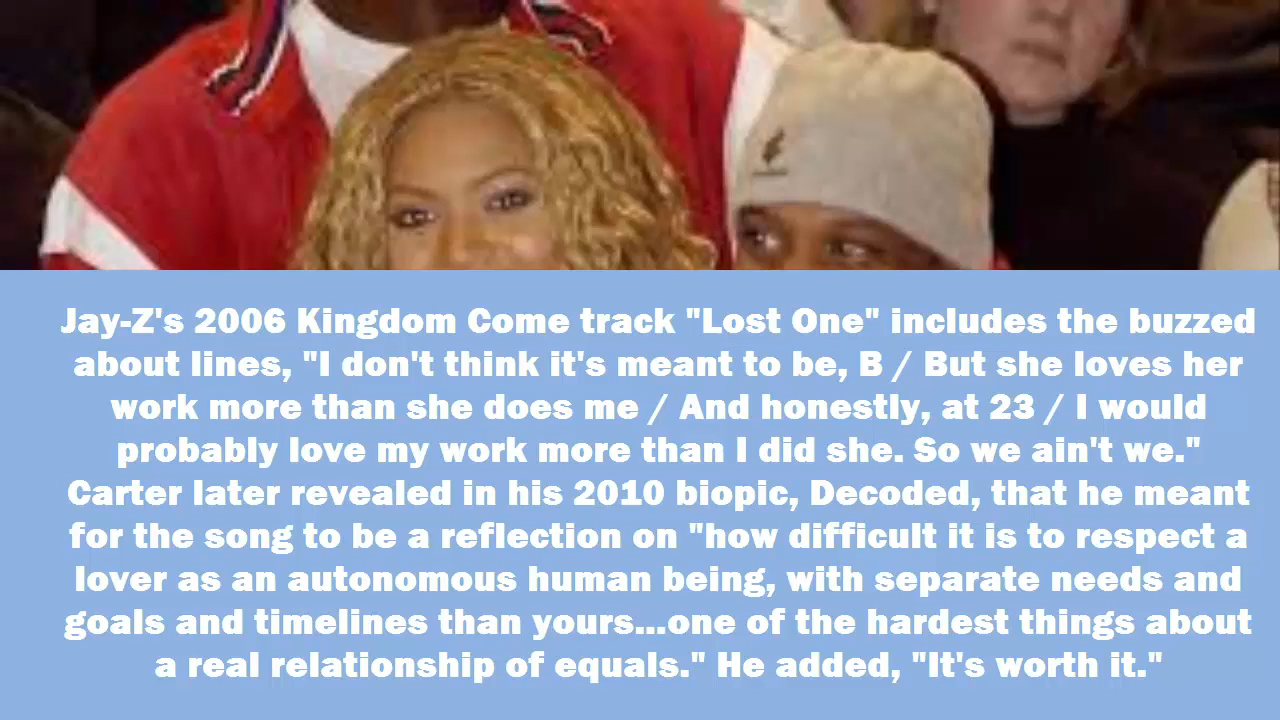 Jay-Z's 2006 Kingdom Come track "Lost One" includes the buzzed
about lines, "I don't think it's meant to be, B / But she loves her
work more than she does me / And honestly, at 23 / I would
probably love my work more than I did she. So we ain't we."
Carter later revealed in his 2010 biopic, Decoded, that he meant
for the song to be a reflection on "how difficult it is to respect a
lover as an autonomous human being, with separate needs and
goals and timelines than yours...one of the hardest things about
a real relationship of equals." He added, "It's worth it."